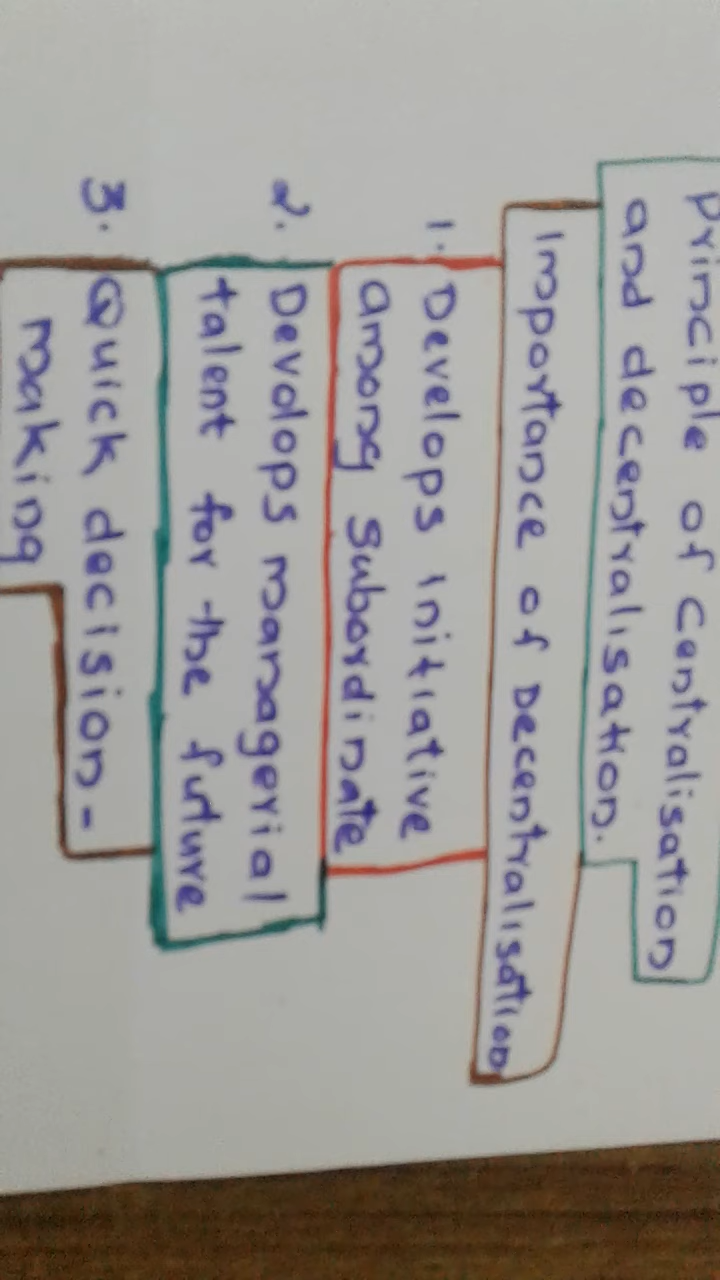 Principle of centralisation
and decentralisation.
Importance of Decentralisation
1. Develops initiative
among subordinate
2. Devolops managerial
talent for the future
3. Quick decision-
making